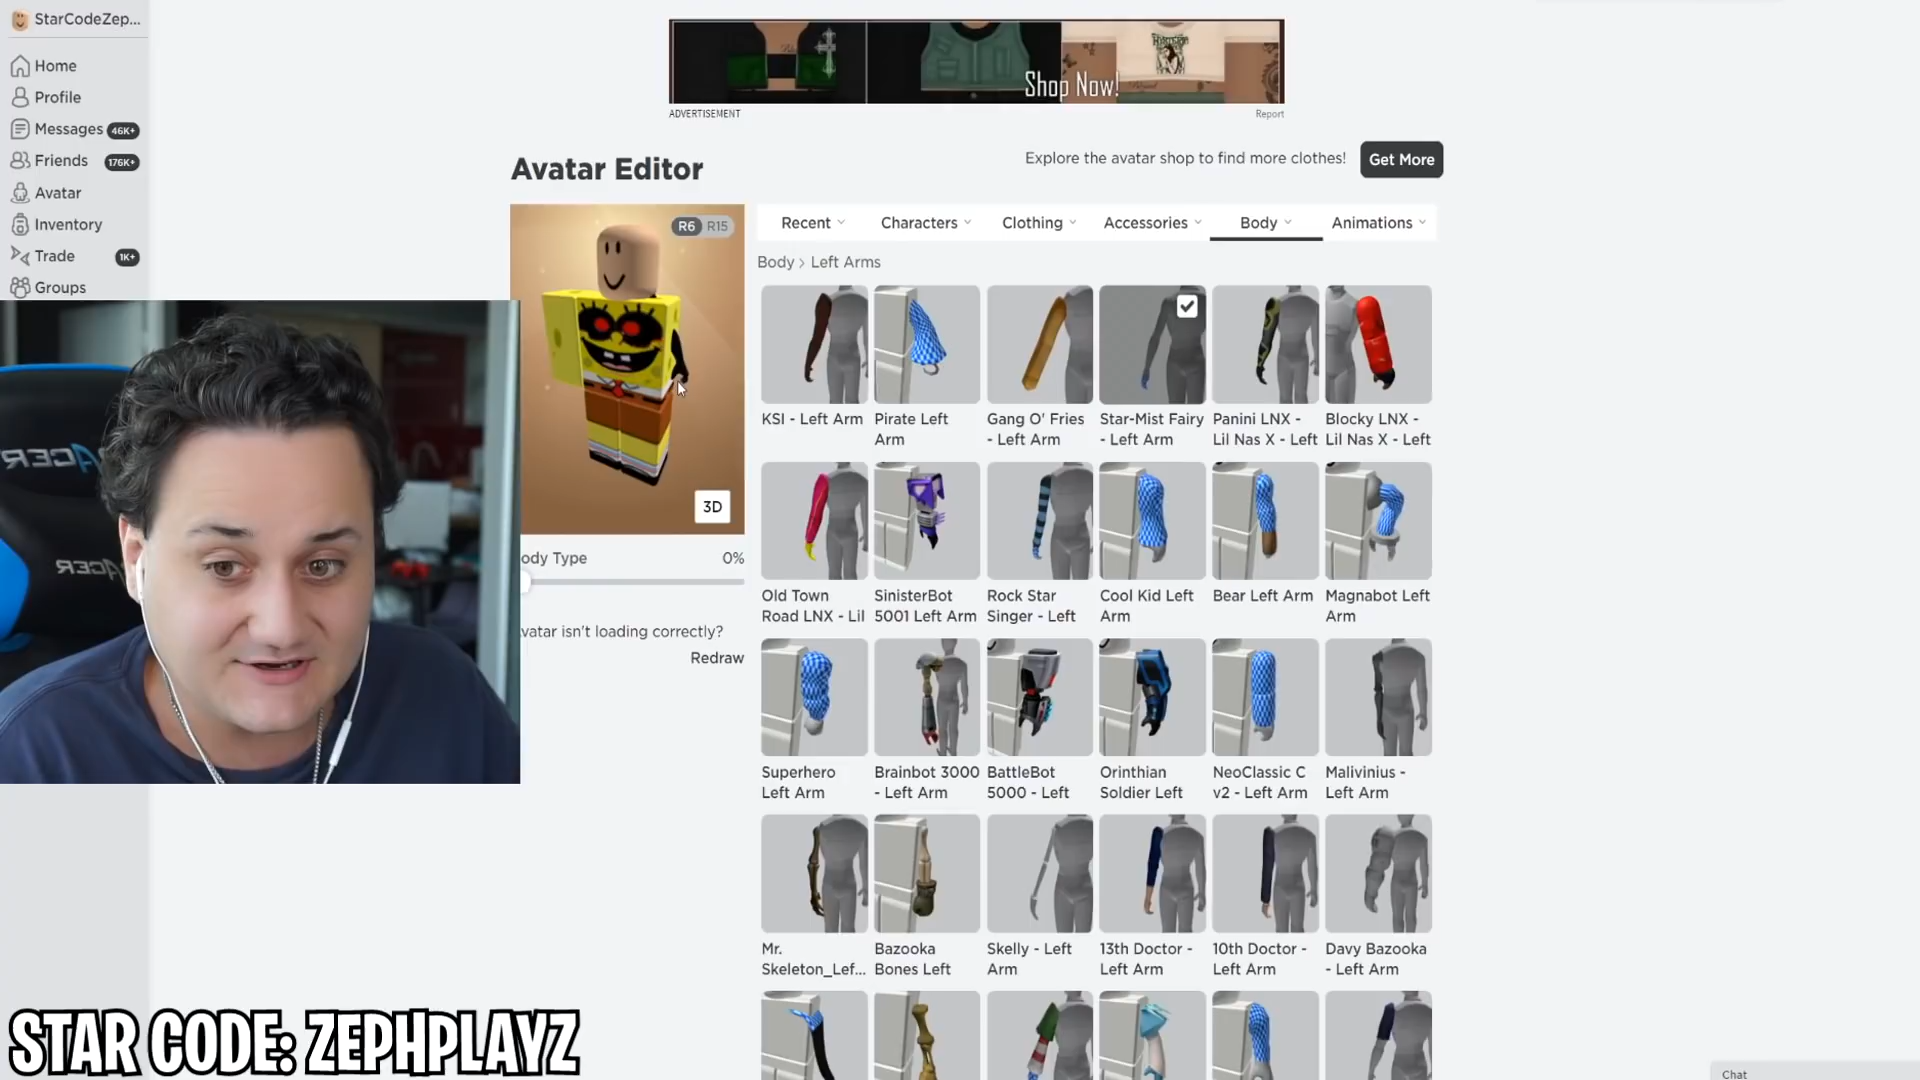 StarCodeZep...
Home
Profile
Messages 46K+
Friends 176K+
Avatar
Inventory
Trade 1K+
Groups
Shop Now!
ADVERTISEMENT
Report
Avatar Editor
Explore the avatar shop to find more clothes!
Get More
R6 R15
3D
ody Type 0%
vatar isn't loading correctly?
Redraw
Recent
Characters
Clothing
Accessories
Body
Animations
Body > Left Arms
KSI - Left Arm
Pirate Left
Arm
Gang O' Fries
- Left Arm
Star-Mist Fairy
- Left Arm
Panini LNX -
Lil Nas X - Left
Blocky LNX -
Lil Nas X - Left
Old Town
Road LNX - Lil
SinisterBot
5001 Left Arm
Rock Star
Singer - Left
Cool Kid Left
Arm
Bear Left Arm
Magnabot Left
Arm
Superhero
Left Arm
Brainbot 3000
- Left Arm
BattleBot
5000 - Left
Orinthian
Soldier Left
NeoClassic C
v2 - Left Arm
Malivinius -
Left Arm
Mr.
Skeleton_Lef...
Bazooka
Bones Left
Skelly - Left
Arm
13th Doctor -
Left Arm
10th Doctor -
Left Arm
Davy Bazooka
- Left Arm
ACER
STAR CODE: ZEPHPLAYZ
Chat